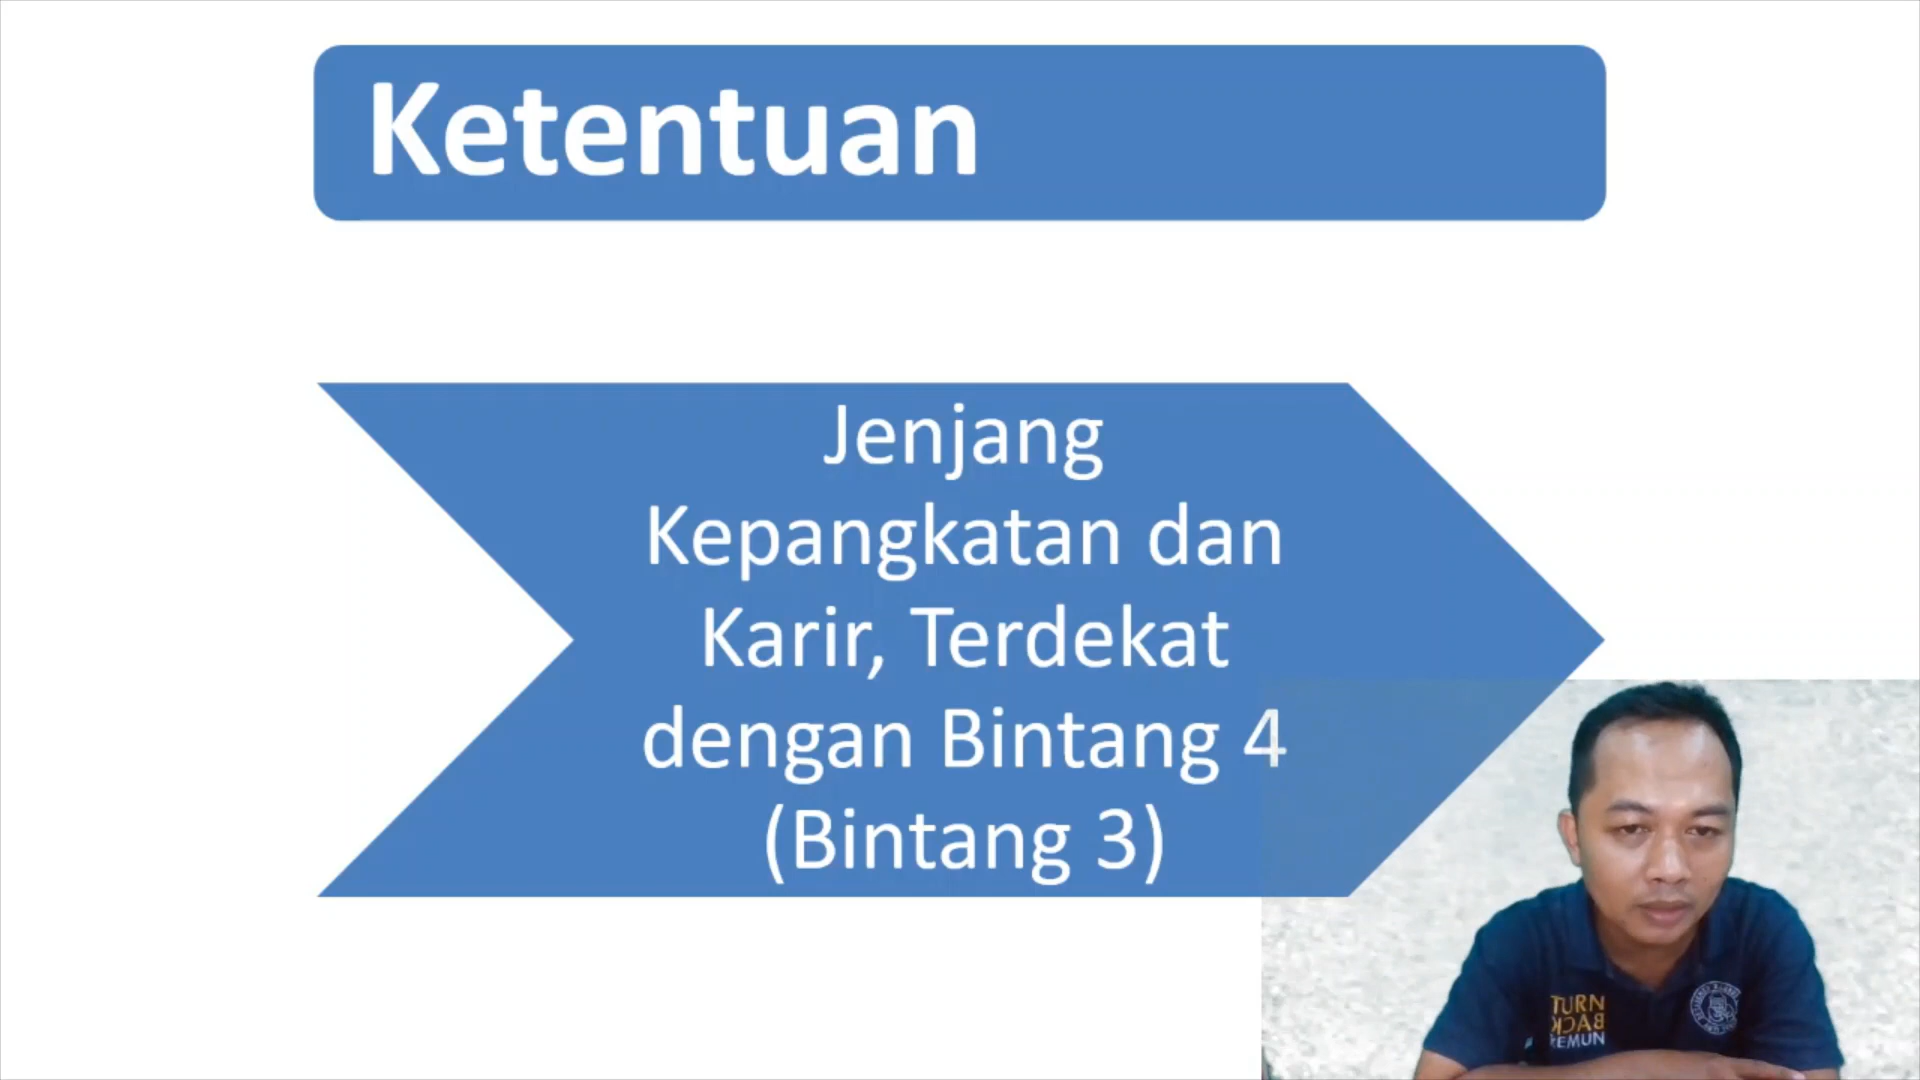 Ketentuan
Jenjang
Kepangkatan dan
Karir, Terdekat
dengan Bintang 4
(Bintang 3)
TURN
BACK